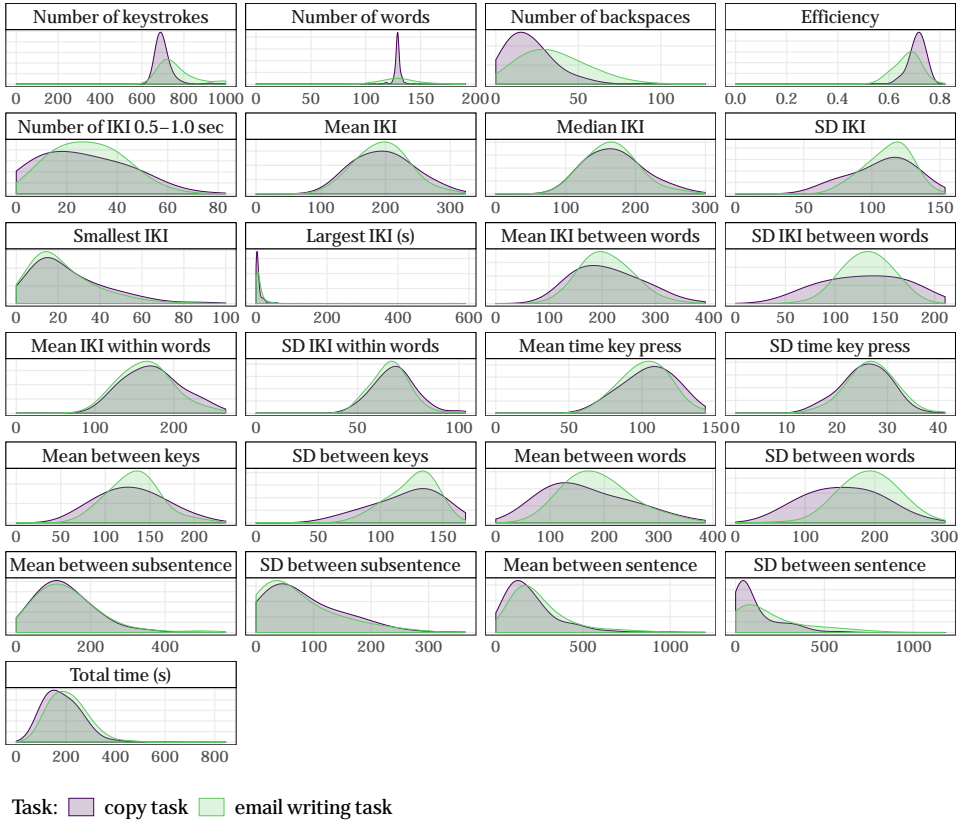 Number of keystrokes Number of words Number of backspaces Efficiency
0 200 400 600 800 1000 0 50 100 150 200 0 50 100 0.0 0.2 0.4 0.6 0.8
Number of IKI 0.5–1.0 sec Mean IKI Median IKI SD IKI
0 20 40 60 80 0 100 200 300 0 100 200 300 0 50 100 150
Smallest IKI Largest IKI (s) Mean IKI between words SD IKI between words
0 20 40 60 80 100 0 200 400 600 0 100 200 300 400 0 50 100 150 200
Mean IKI within words SD IKI within words Mean time key press SD time key press
0 100 200 0 50 100 0 50 100 150 0 10 20 30 40
Mean between keys SD between keys Mean between words SD between words
0 50 100 150 200 0 50 100 150 0 100 200 300 400 0 100 200 300
Mean between subsentence SD between subsentence Mean between sentence SD between sentence
0 200 400 0 100 200 300 0 500 1000 0 500 1000
Total time (s)
0 200 400 600 800
Task: copy task email writing task